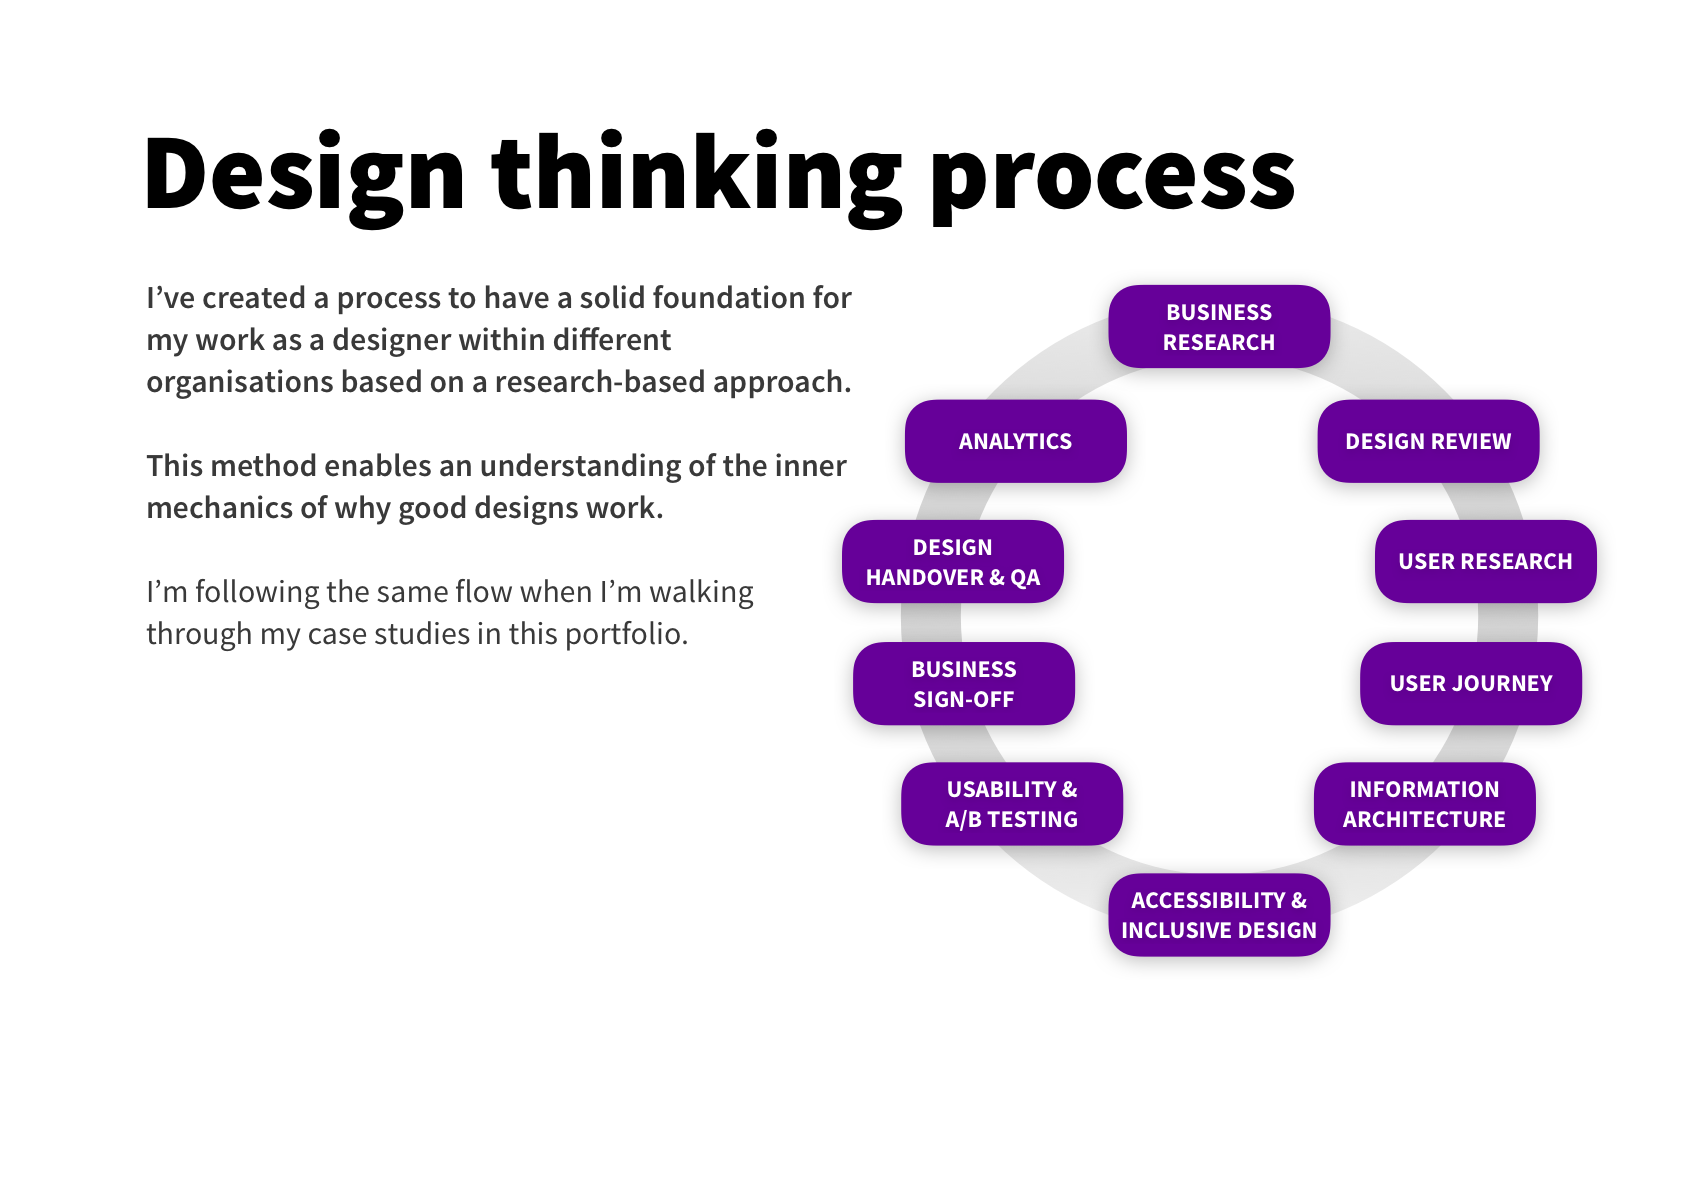 Design thinking process
I’ve created a process to have a solid foundation for
my work as a designer within different
organisations based on a research-based approach.
This method enables an understanding of the inner
mechanics of why good designs work.
I’m following the same flow when I’m walking
through my case studies in this portfolio.
BUSINESS
RESEARCH
DESIGN REVIEW
USER RESEARCH
USER JOURNEY
INFORMATION
ARCHITECTURE
ACCESSIBILITY &
INCLUSIVE DESIGN
USABILITY &
A/B TESTING
BUSINESS
SIGN-OFF
DESIGN
HANDOVER & QA
ANALYTICS